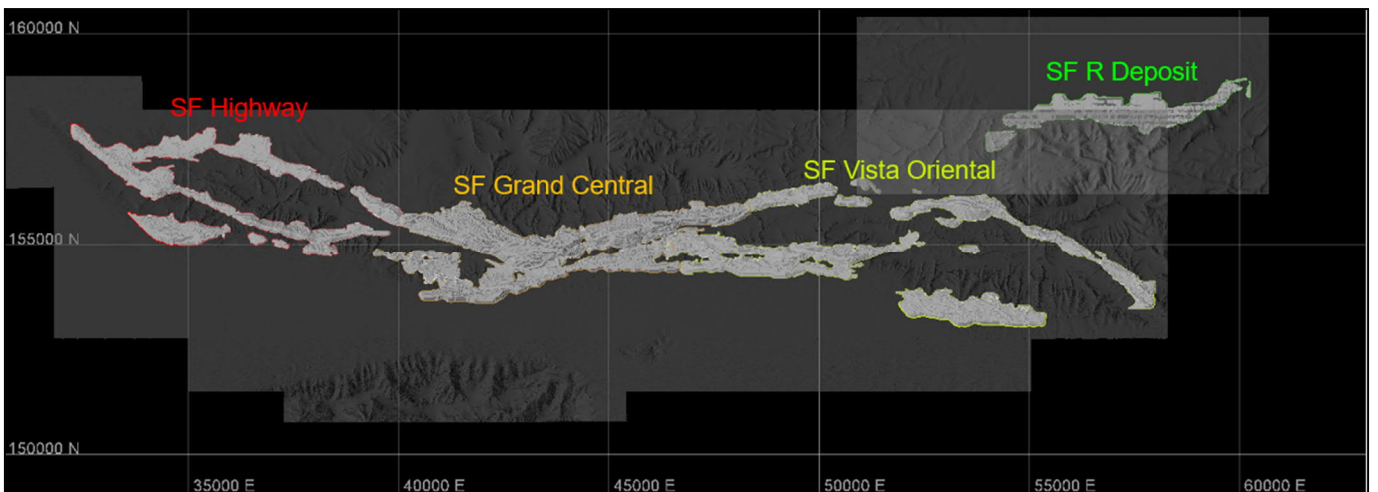 160000 N
SF R Deposit
SF Highway
SF Vista Oriental
SF Grand Central
155000 N
150000 N
35000 E
40000 E
45000 E
50000 E
55000 E
60000 E